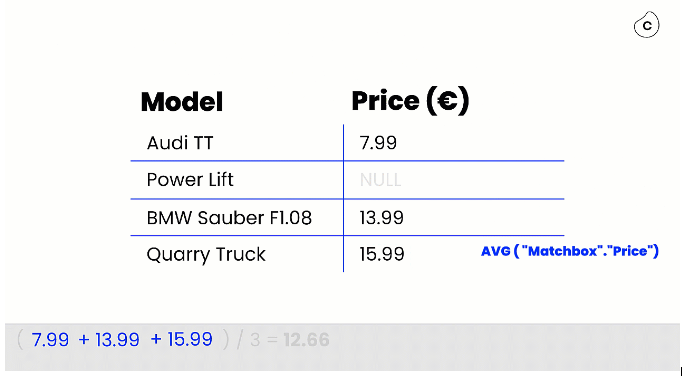 C
Model Price (€)
Audi TT 7.99
Power Lift NULL
BMW Sauber F1.08 13.99
Quarry Truck 15.99 AVG ( "Matchbox"."Price")
( 7.99 + 13.99 + 15.99 ) / 3 = 12.66